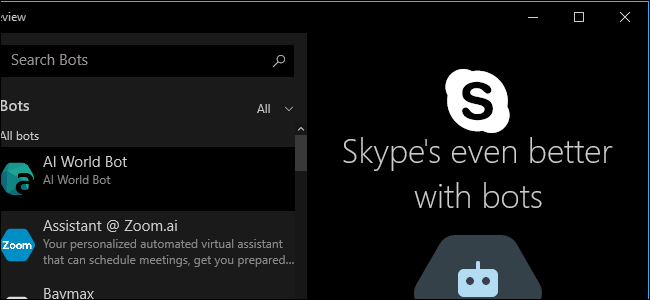 eview
Search Bots
Bots
All
All bots
AI World Bot
AI World Bot
Assistant @ Zoom.ai
Your personalized automated virtual assistant
that can schedule meetings, get you prepared...
Zoom
Baymax
S
Skype's even better
with bots